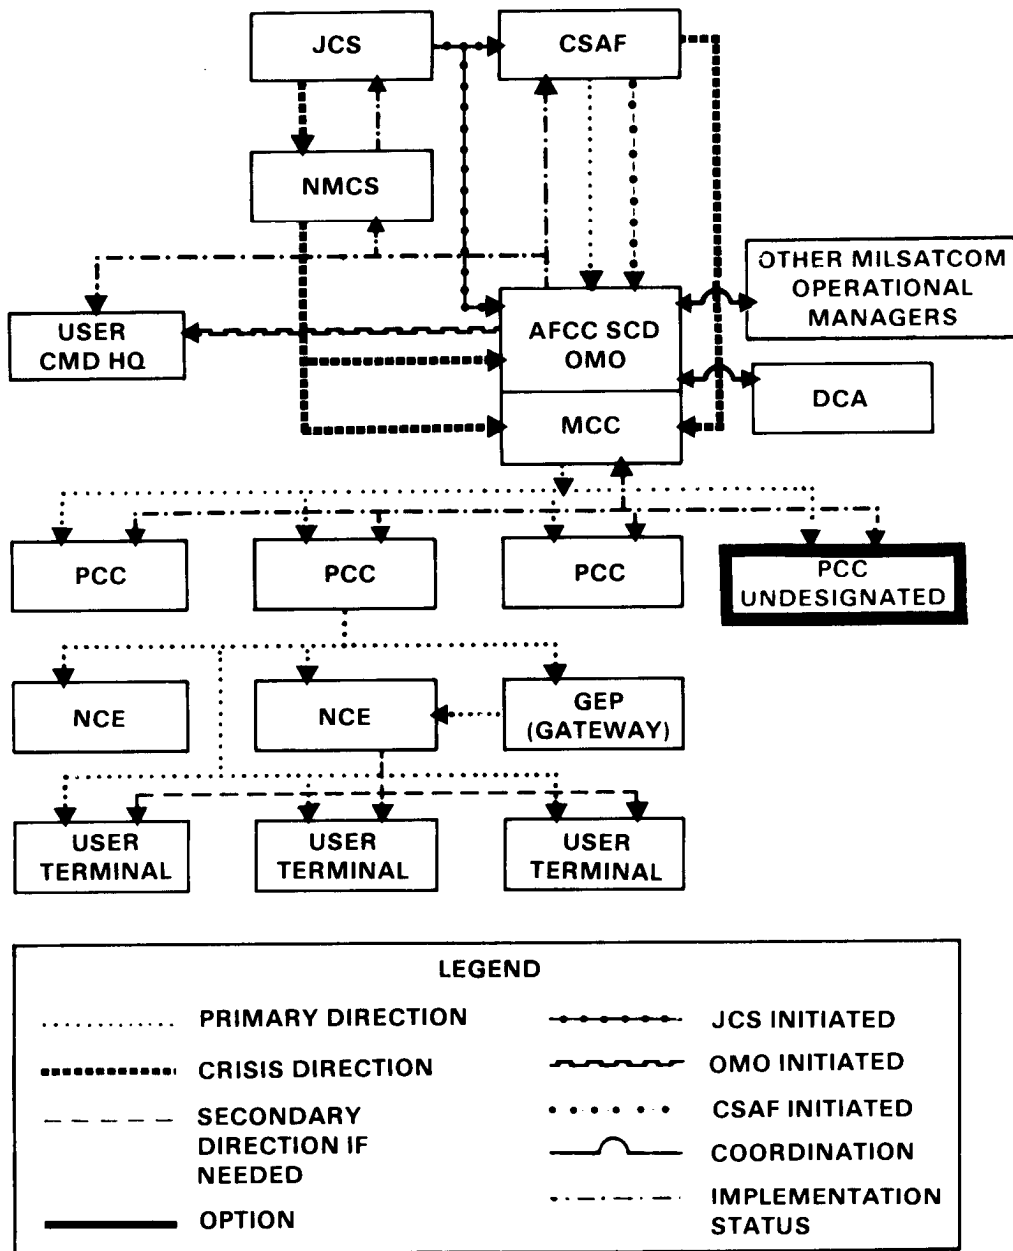 JCS
CSAF
NMCS
OTHER MILSATCOM
OPERATIONAL
MANAGERS
USER
CMD HQ
AFCC SCD
OMO
DCA
MCC
PCC
PCC
PCC
PCC
UNDESIGNATED
NCE
NCE
GEP
(GATEWAY)
USER
TERMINAL
USER
TERMINAL
USER
TERMINAL
LEGEND
PRIMARY DIRECTION
CRISIS DIRECTION
SECONDARY
DIRECTION IF
NEEDED
OPTION
JCS INITIATED
OMO INITIATED
CSAF INITIATED
COORDINATION
IMPLEMENTATION
STATUS